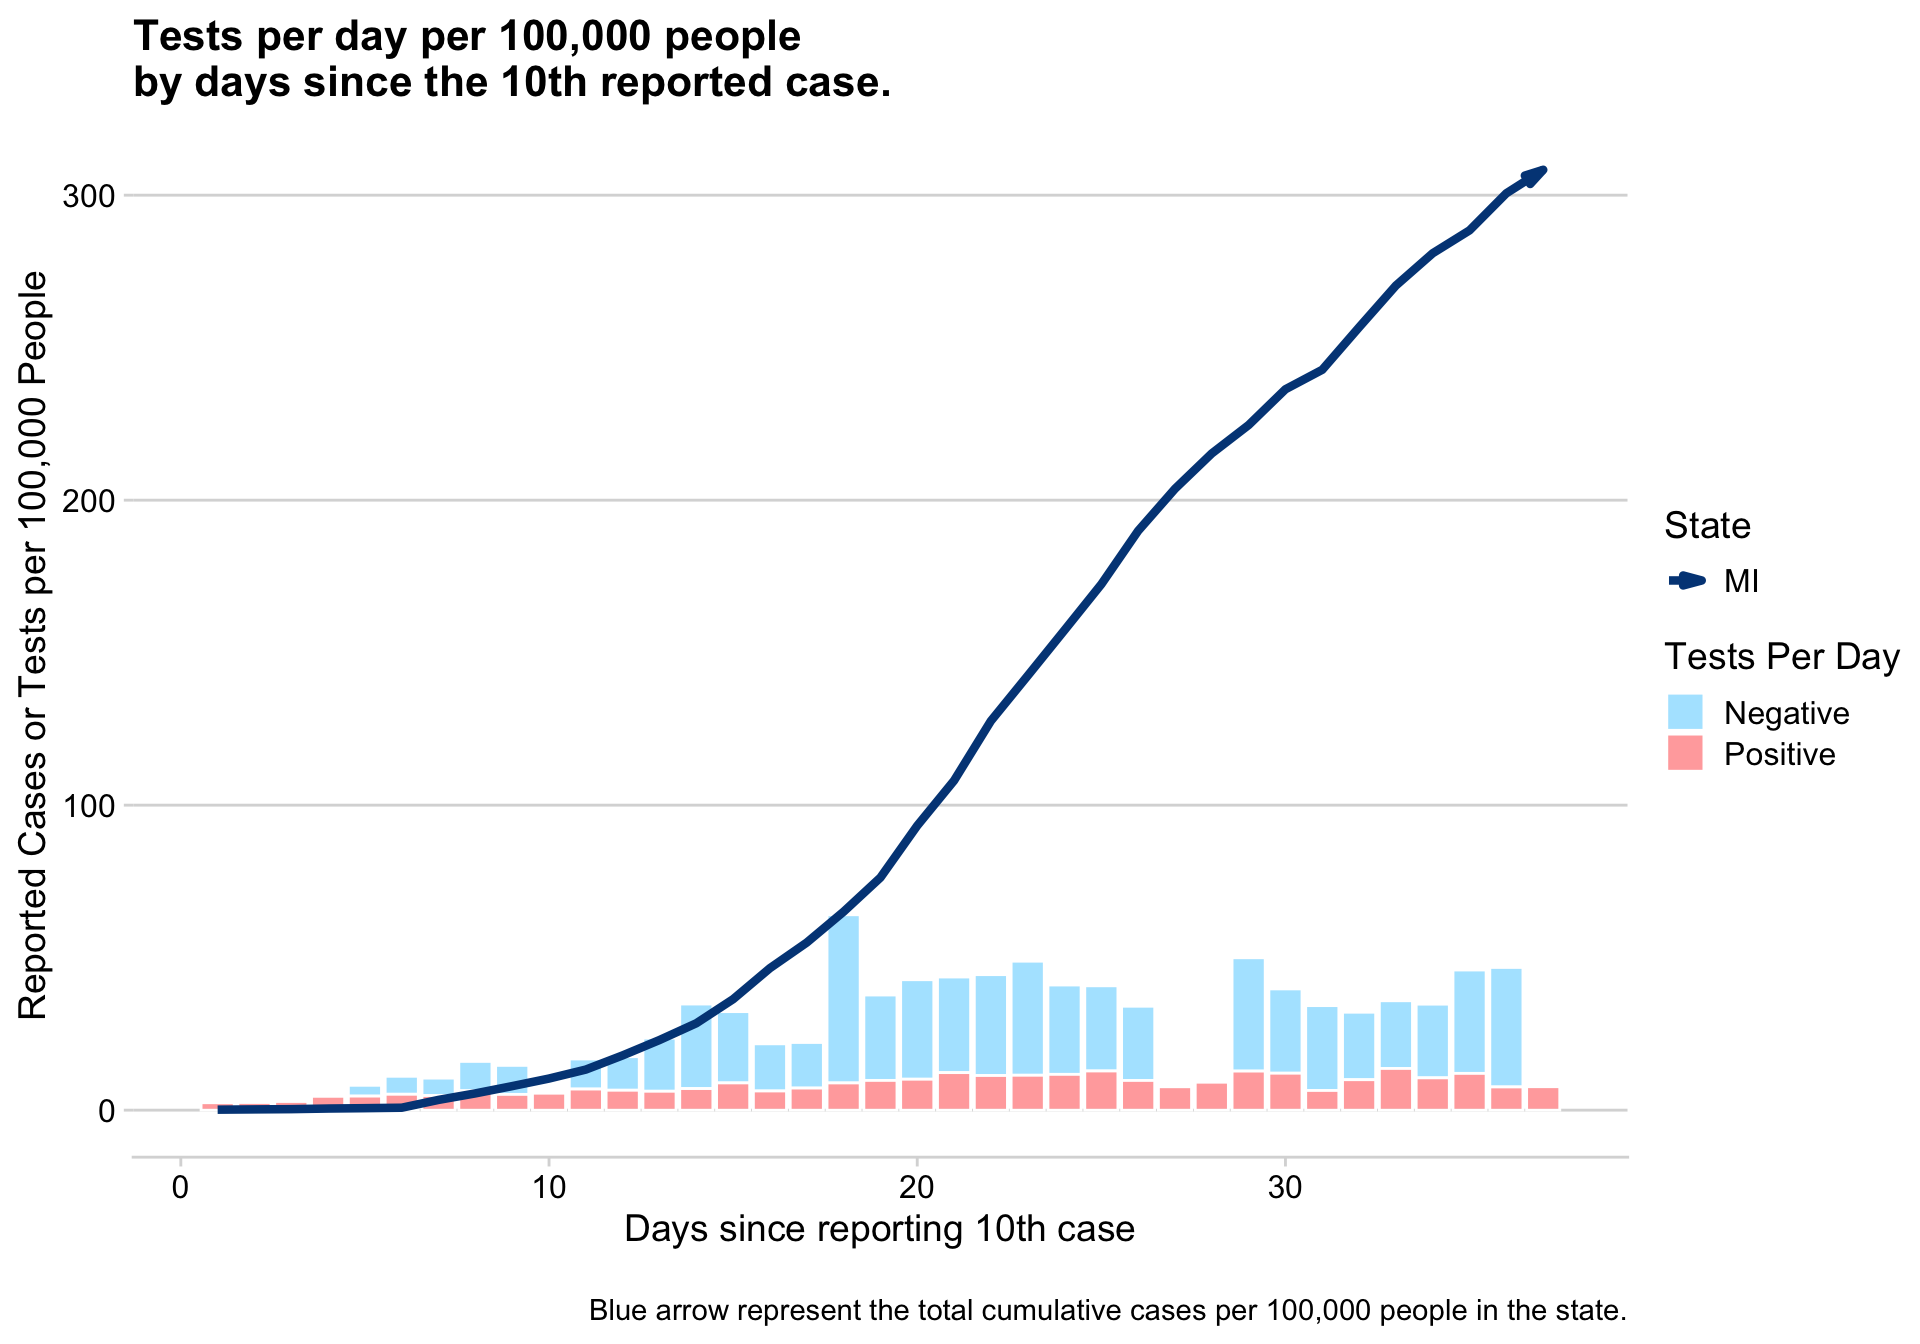 Tests per day per 100,000 people
by days since the 10th reported case.
Reported Cases or Tests per 100,000 People
300
200
100
0
0
10
20
30
Days since reporting 10th case
State
MI
Tests Per Day
Negative
Positive
Blue arrow represent the total cumulative cases per 100,000 people in the state.